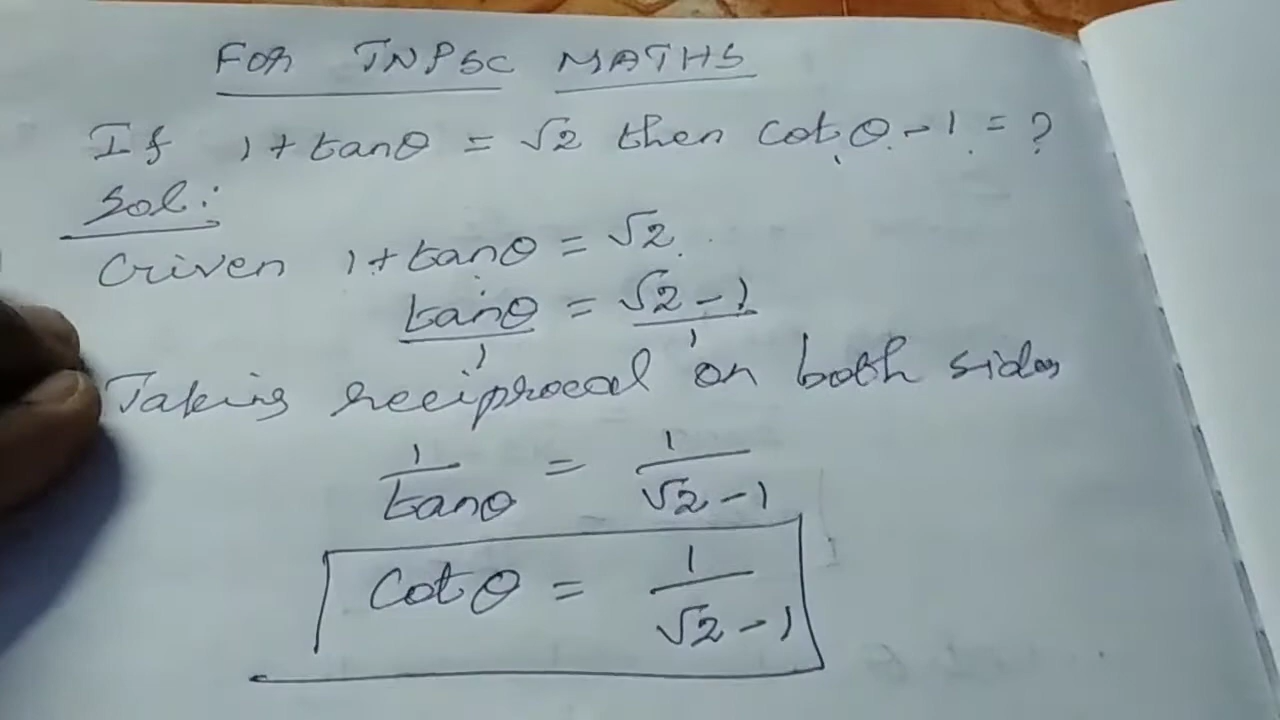 FOR TNPSC MATHS
If 1+tanθ = √2 then cotθ-1 = ?
Sol:
Given 1+tanθ = √2
tanθ/1 = √2-1/1
Taking reciprocal on both sides
1/tanθ = 1/√2-1
Cotθ = 1/√2-1